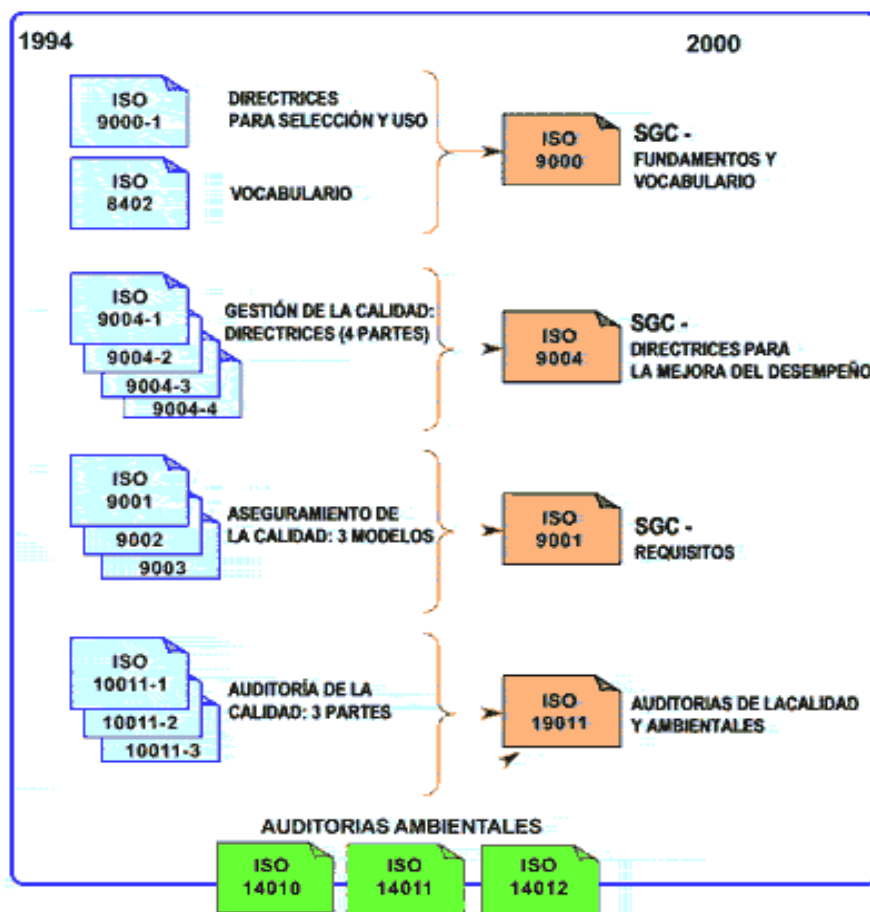 1994
2000
ISO
9000-1
DIRECTRICES
PARA SELECCIÓN Y USO
ISO
8402
VOCABULARIO
ISO
9000
SGC -
FUNDAMENTOS Y
VOCABULARIO
ISO
9004-1
9004-2
9004-3
9004-4
GESTIÓN DE LA CALIDAD:
DIRECTRICES (4 PARTES)
ISO
9004
SGC -
DIRECTRICES PARA
LA MEJORA DEL DESEMPEÑO
ISO
9001
9002
9003
ASEGURAMIENTO DE
LA CALIDAD: 3 MODELOS
ISO
9001
SGC -
REQUISITOS
ISO
10011-1
10011-2
10011-3
AUDITORÍA DE LA
CALIDAD: 3 PARTES
ISO
19011
AUDITORIAS DE LACALIDAD
Y AMBIENTALES
AUDITORIAS AMBIENTALES
ISO
14010
ISO
14011
ISO
14012